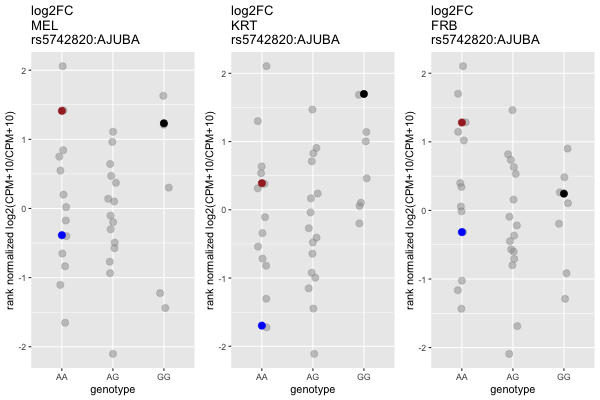 log2FC
MEL
rs5742820:AJUBA
rank normalized log2(CPM+10/CPM+10)
2
1
0
-1
-2
AA
AG
GG
genotype
log2FC
KRT
rs5742820:AJUBA
rank normalized log2(CPM+10/CPM+10)
2
1
0
-1
-2
AA
AG
GG
genotype
log2FC
FRB
rs5742820:AJUBA
rank normalized log2(CPM+10/CPM+10)
2
1
0
-1
-2
AA
AG
GG
genotype